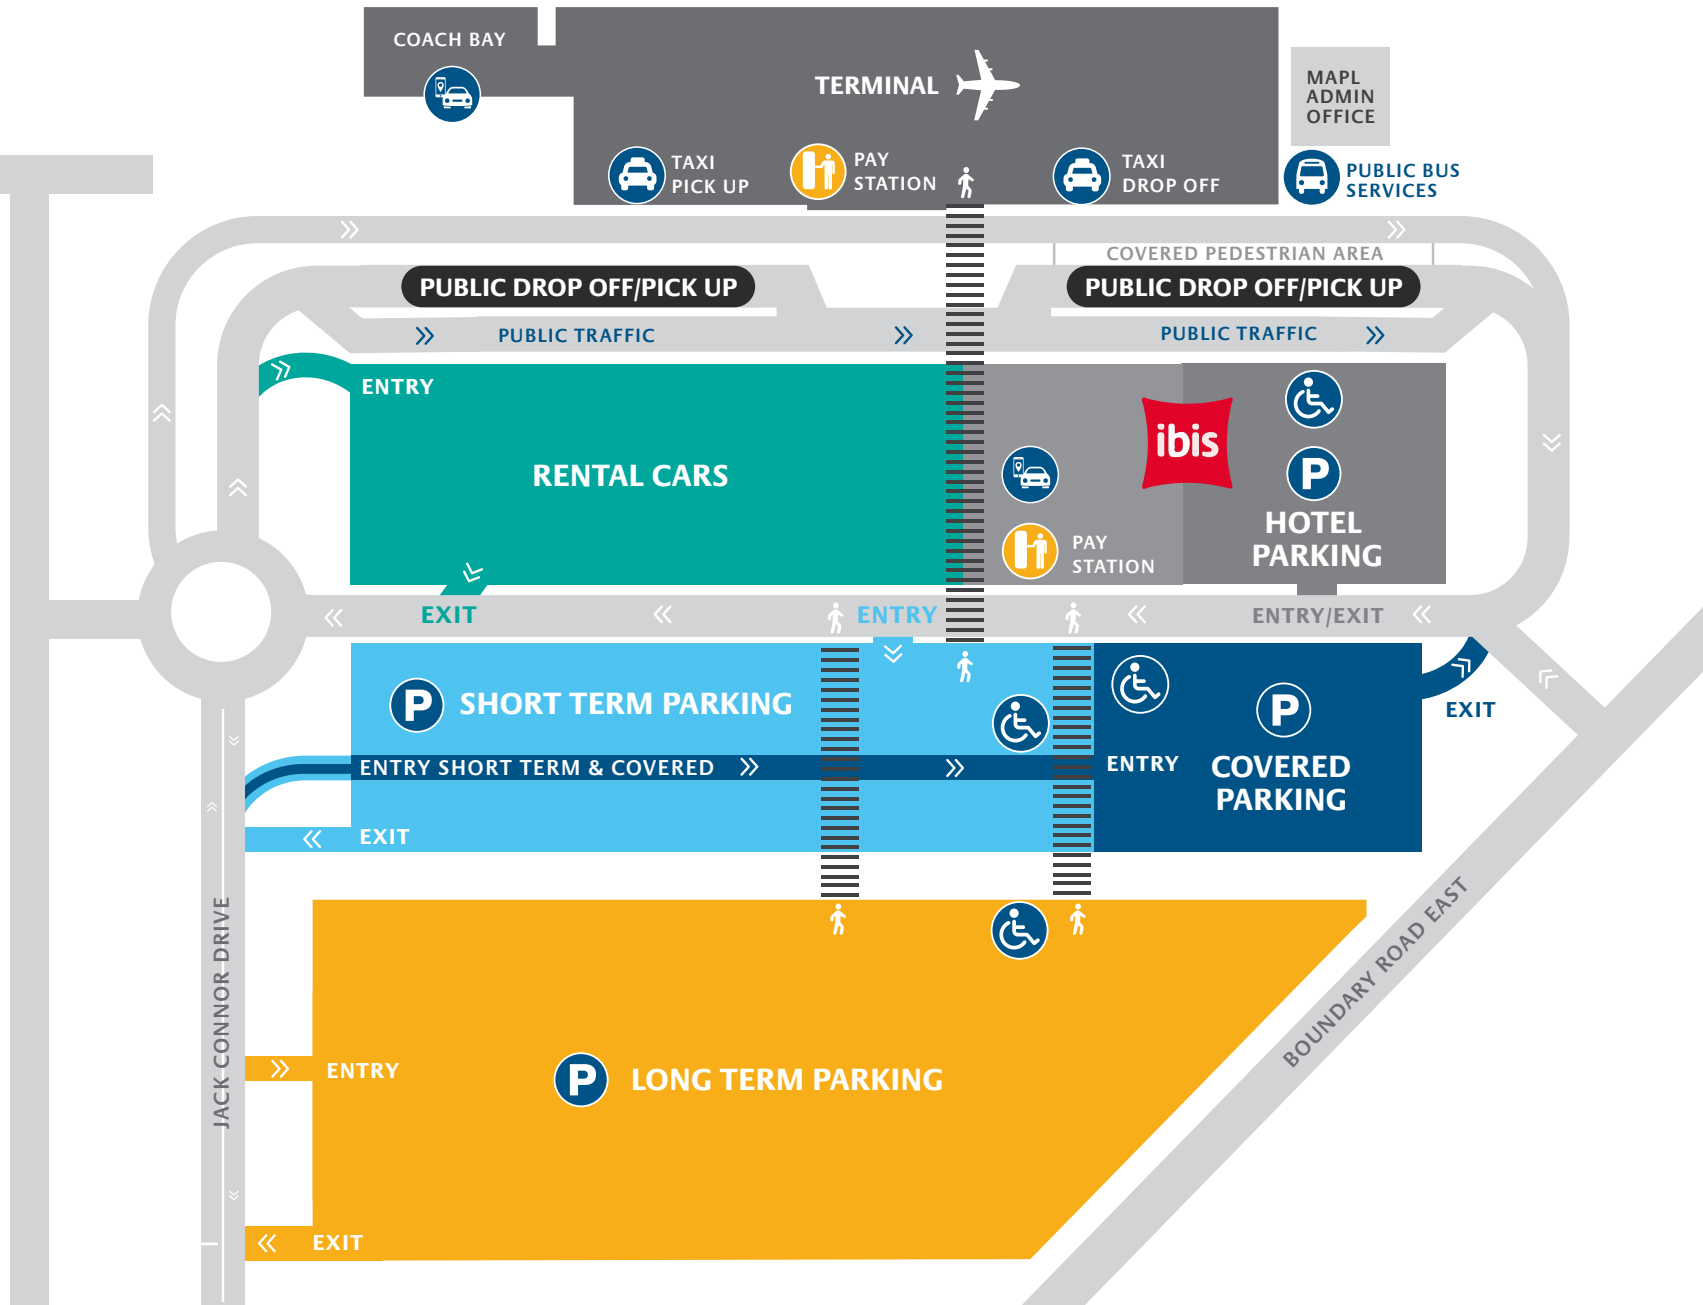 COACH BAY
TERMINAL
MAPL
ADMIN
OFFICE
TAXI
PICK UP
PAY
STATION
TAXI
DROP OFF
PUBLIC BUS
SERVICES
COVERED PEDESTRIAN AREA
PUBLIC DROP OFF/PICK UP
PUBLIC DROP OFF/PICK UP
PUBLIC TRAFFIC
PUBLIC TRAFFIC
ENTRY
RENTAL CARS
ibis
P
HOTEL
PARKING
PAY
STATION
EXIT
ENTRY
ENTRY/EXIT
P SHORT TERM PARKING
P
EXIT
ENTRY SHORT TERM & COVERED
ENTRY
COVERED
PARKING
EXIT
JACK CONNOR DRIVE
BOUNDARY ROAD EAST
ENTRY
P LONG TERM PARKING
EXIT